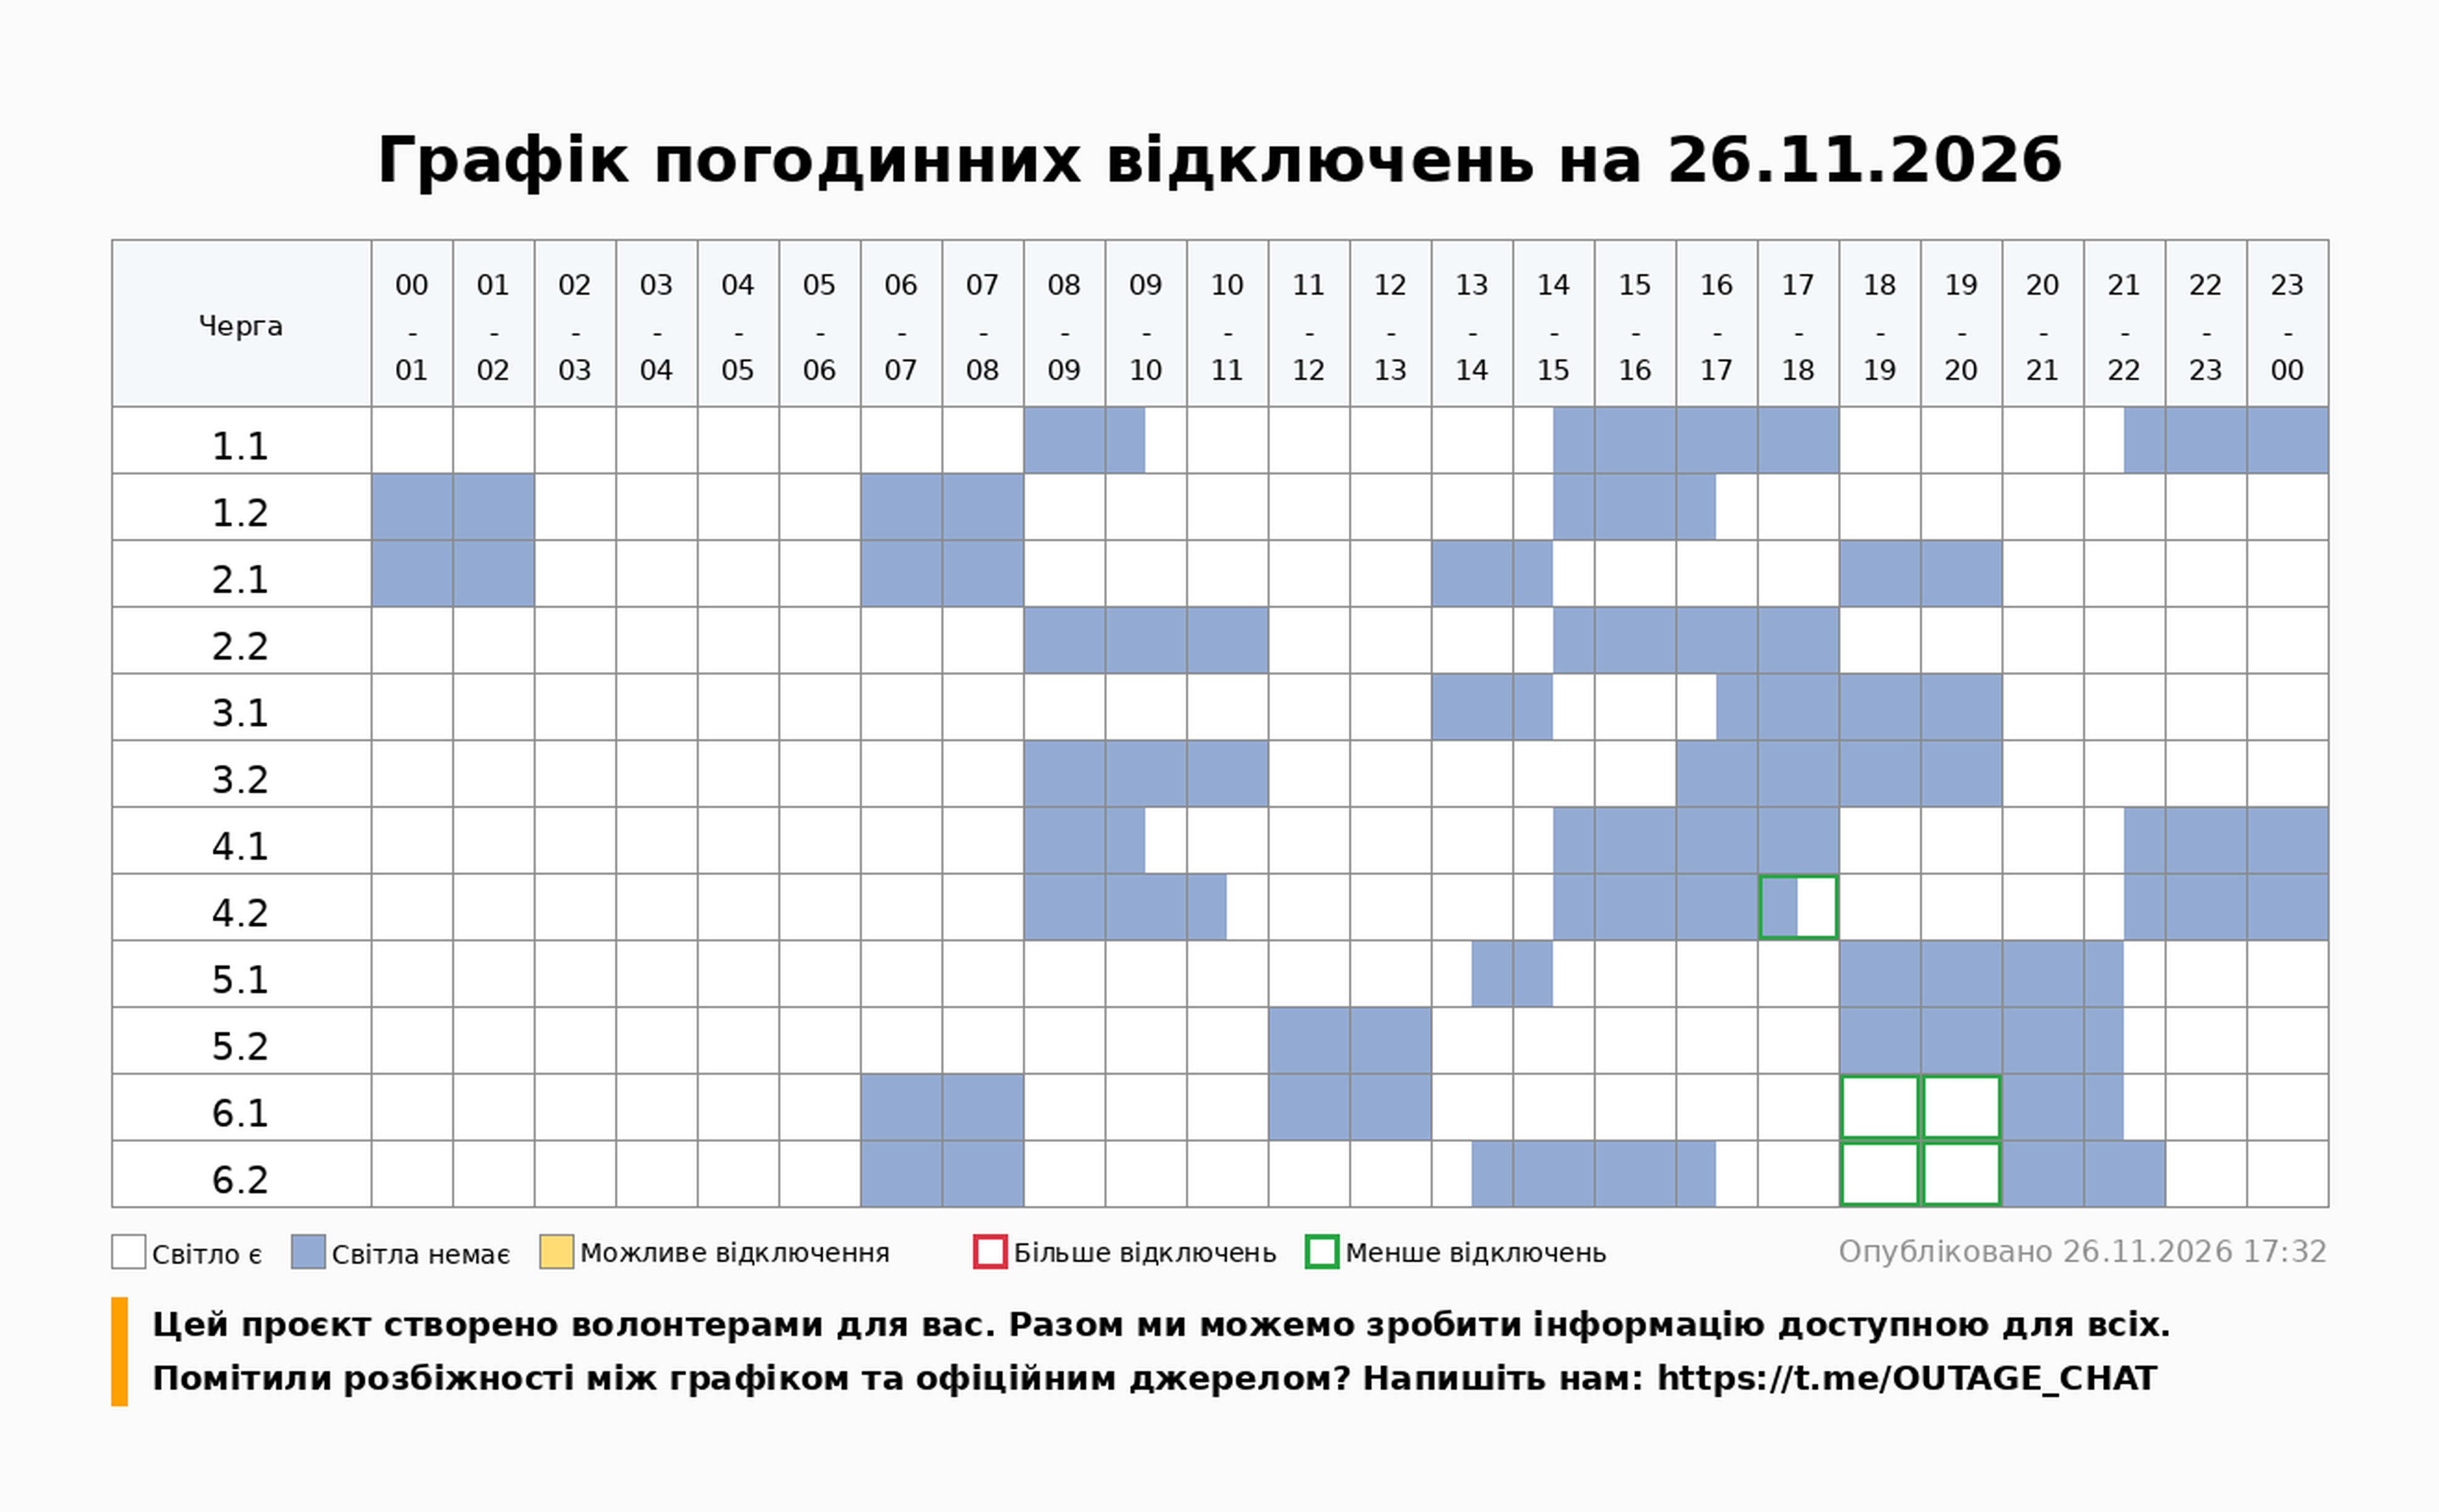 Графік погодинних відключень на 26.11.2026
Черга 00 - 01 01 - 02 02 - 03 03 - 04 04 - 05 05 - 06 06 - 07 07 - 08 08 - 09 09 - 10 10 - 11 11 - 12 12 - 13 13 - 14 14 - 15 15 - 16 16 - 17 17 - 18 18 - 19 19 - 20 20 - 21 21 - 22 22 - 23 23 - 00
1.1
1.2
2.1
2.2
3.1
3.2
4.1
4.2
5.1
5.2
6.1
6.2
Світло є Світла немає Можливе відключення Більше відключень Менше відключень Опубліковано 26.11.2026 17:32
Цей проєкт створено волонтерами для вас. Разом ми можемо зробити інформацію доступною для всіх.
Помітили розбіжності між графіком та офіційним джерелом? Напишіть нам: https://t.me/OUTAGE_CHAT